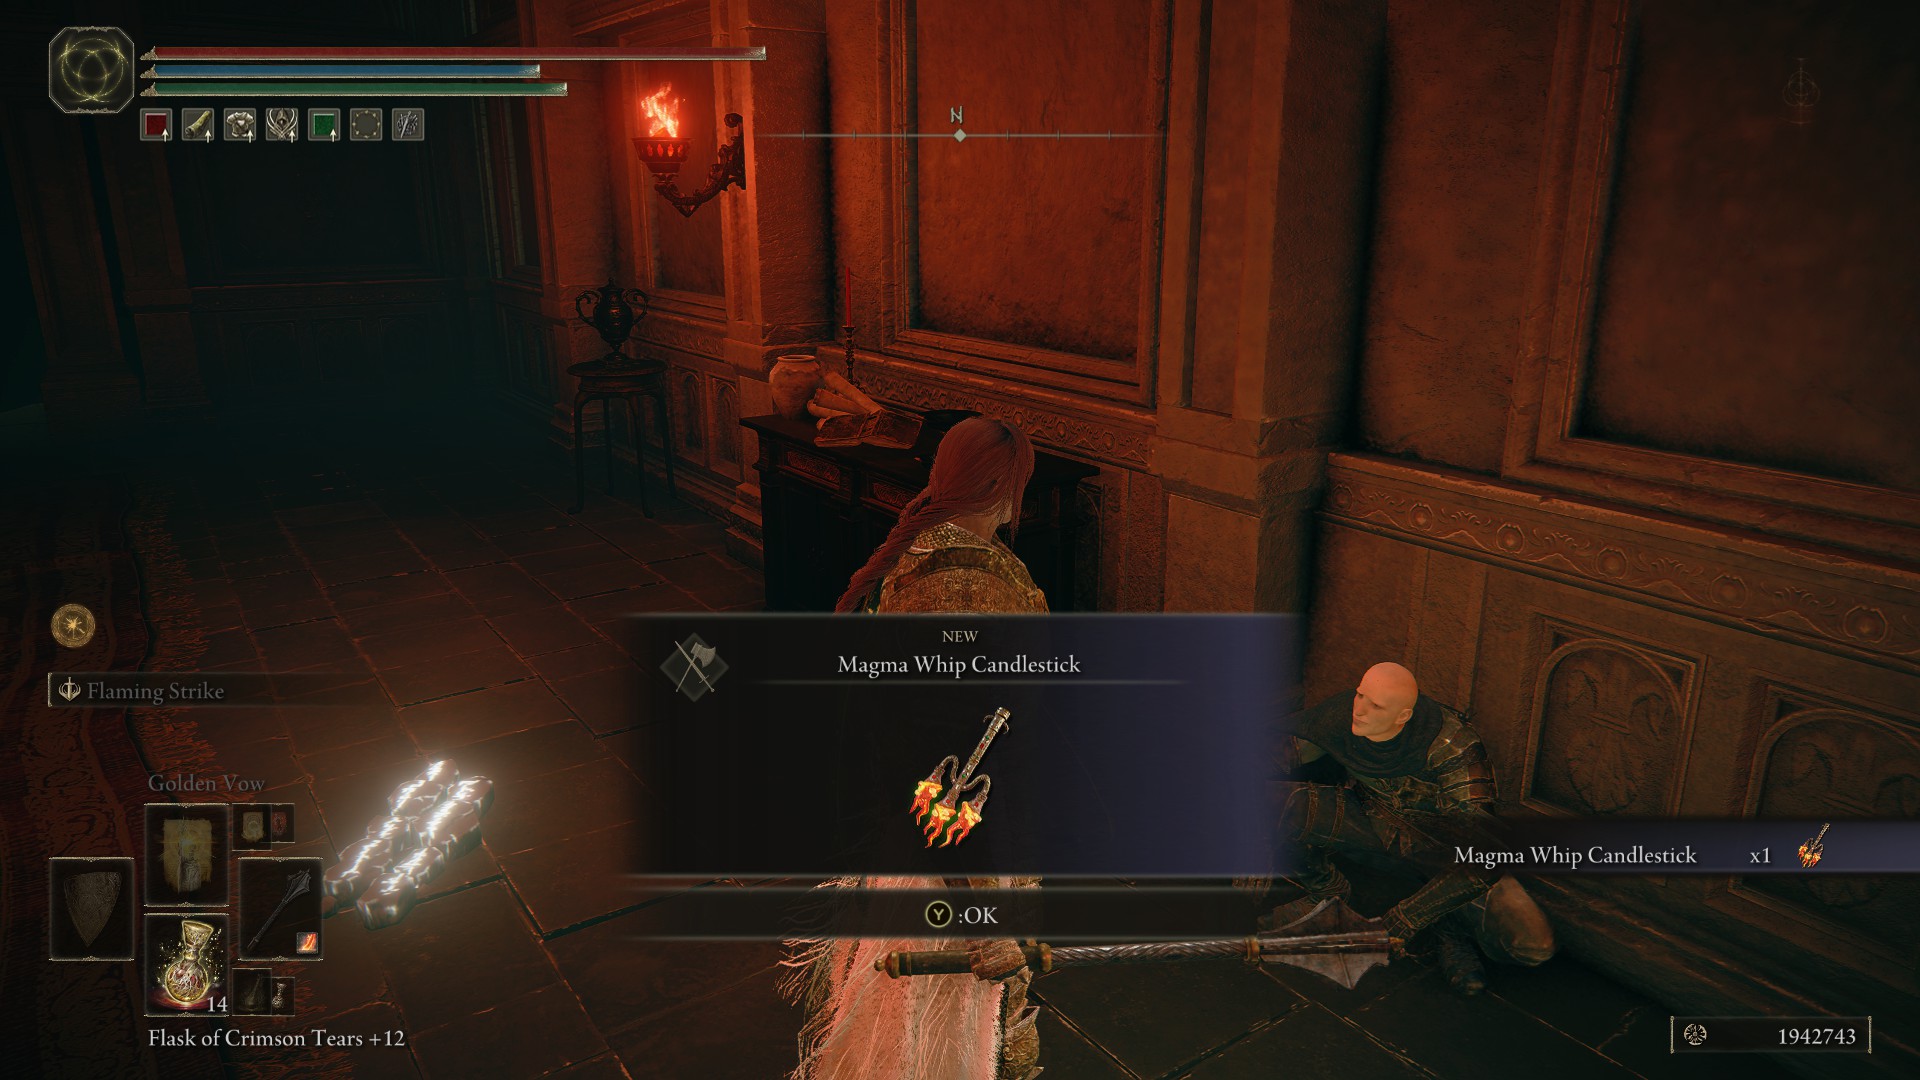 N
NEW
Magma Whip Candlestick
Flaming Strike
Golden Vow
Magma Whip Candlestick x1
Y :OK
14
Flask of Crimson Tears +12
1942743